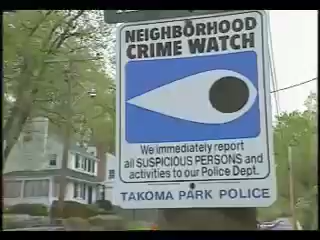 NEIGHBORHOOD
CRIME WATCH
We immediately report
all SUSPICIOUS PERSONS and
activities to our Police Dept.
TAKOMA PARK POLICE